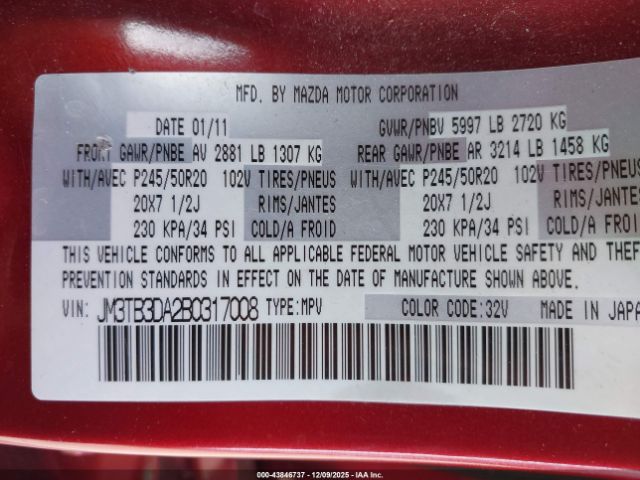 MFD. BY MAZDA MOTOR CORPORATION
DATE 01/11 GVWR/PNBV 5997 LB 2720 KG
FRONT GAWR/PNBE AV 2881 LB 1307 KG REAR GAWR/PNBE AR 3214 LB 1458 KG
WITH/AVEC P245/50R20 102V TIRES/PNEUS WITH/AVEC P245/50R20 102V TIRES/PNEUS
20X7 1/2J RIMS/JANTES 20X7 1/2J RIMS/JANTES
230 KPA/34 PSI COLD/A FROID 230 KPA/34 PSI COLD/A FROID
THIS VEHICLE CONFORMS TO ALL APPLICABLE FEDERAL MOTOR VEHICLE SAFETY AND THEF
PREVENTION STANDARDS IN EFFECT ON THE DATE OF MANUFACTURE SHOWN ABOVE.
VIN: JM3TB3DA2B0317008 TYPE:MPV COLOR CODE:32V MADE IN JAPA
000-43846737 - 12/09/2025 - IAA Inc.